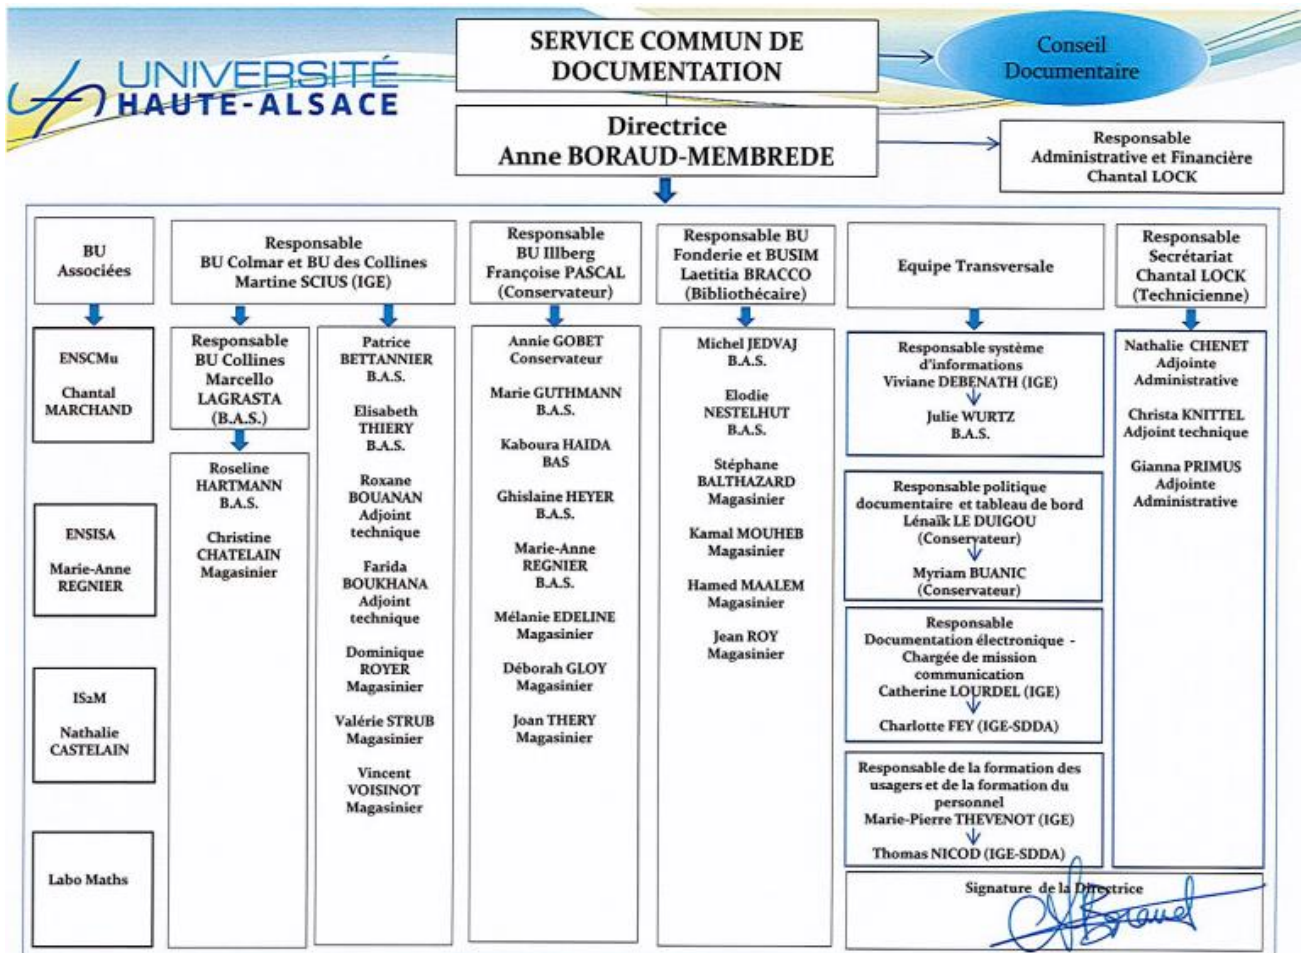 UNIVERSITÉ
HAUTE-ALSACE
SERVICE COMMUN DE
DOCUMENTATION
Conseil
Documentaire
Directrice
Anne BORAUD-MEMBREDE
Responsable
Administrative et Financière
Chantal LOCK
BU
Associées
ENSCMu
Chantal
MARCHAND
ENSISA
Marie-Anne
REGNIER
IS2M
Nathalie
CASTELAIN
Labo Maths
Responsable
BU Colmar et BU des Collines
Martine SCIUS (IGE)
Responsable
BU Collines
Marcello
LAGRASTA
(B.A.S.)
Roseline
HARTMANN
B.A.S.
Christine
CHATELAIN
Magasinier
Patrice
BETTANNIER
B.A.S.
Elisabeth
THIERY
B.A.S.
Roxane
BOUANAN
Adjoint
technique
Farida
BOUKHANA
Adjoint
technique
Dominique
ROYER
Magasinier
Valérie STRUB
Magasinier
Vincent
VOISINOT
Magasinier
Responsable
BU Illberg
Françoise PASCAL
(Conservateur)
Annie GOBET
Conservateur
Marie GUTHMANN
B.A.S.
Kaboura HAIDA
BAS
Ghislaine HEYER
B.A.S.
Marie-Anne
REGNIER
B.A.S.
Mélanie EDELINE
Magasinier
Déborah GLOY
Magasinier
Joan THERY
Magasinier
Responsable BU
Fonderie et BUSIM
Laetitia BRACCO
(Bibliothécaire)
Michel JEDVAJ
B.A.S.
Elodie
NESTELHUT
B.A.S.
Stéphane
BALTHAZARD
Magasinier
Kamal MOUHEB
Magasinier
Hamed MAALEM
Magasinier
Jean ROY
Magasinier
Equipe Transversale
Responsable système
d'informations
Viviane DEBENATH (IGE)
Julie WURTZ
B.A.S.
Responsable politique
documentaire et tableau de bord
Lénaïk LE DUIGOU
(Conservateur)
Myriam BUANIC
(Conservateur)
Responsable
Documentation électronique -
Chargée de mission
communication
Catherine LOURDEL (IGE)
Charlotte FEY (IGE-SDDA)
Responsable de la formation des
usagers et de la formation du
personnel
Marie-Pierre THEVENOT (IGE)
Thomas NICOD (IGE-SDDA)
Signature de la Directrice
Responsable
Secrétariat
Chantal LOCK
(Technicienne)
Nathalie CHENET
Adjointe
Administrative
Christa KNITTEL
Adjoint technique
Gianna PRIMUS
Adjointe
Administrative